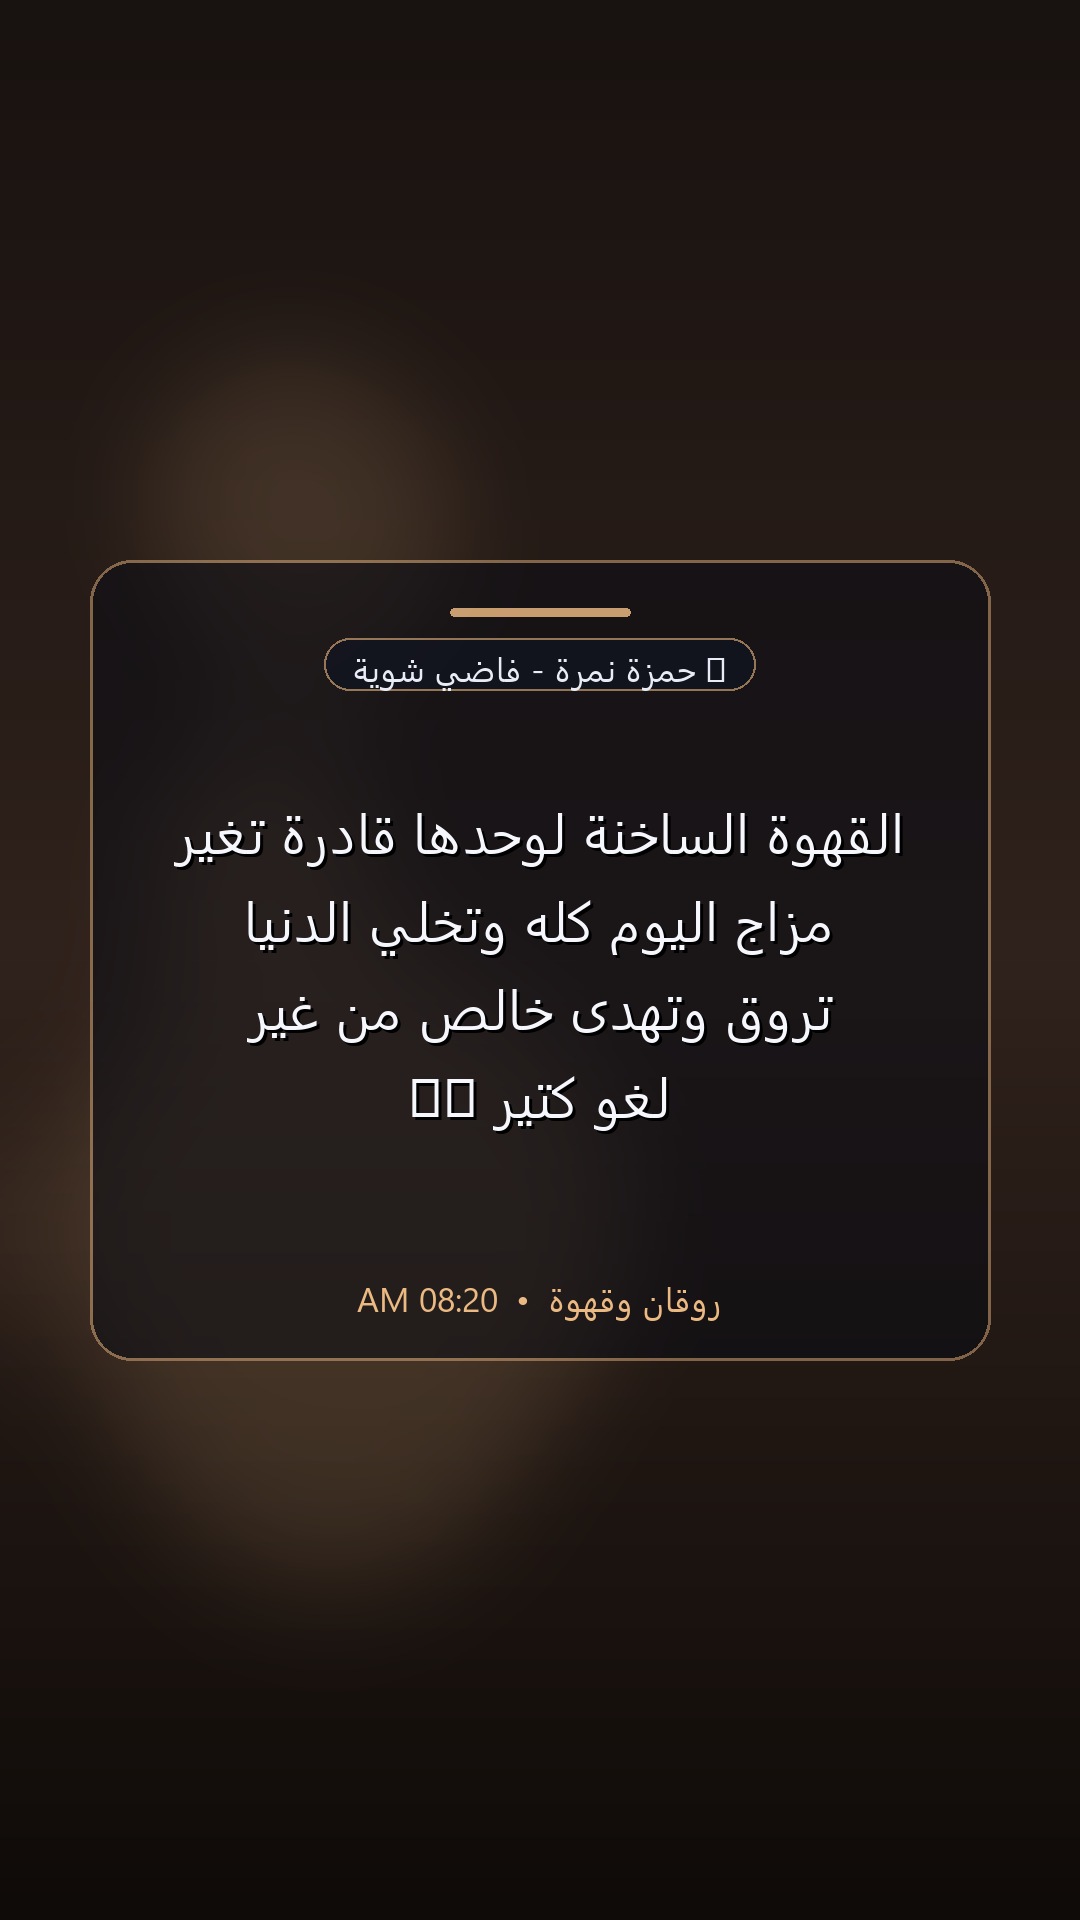 حمزة نمرة - فاضي شوية
القهوة الساخنة لوحدها قادرة تغير
مزاج اليوم كله وتخلي الدنيا
تروق وتهدى خالص من غير
لغو كتير
روقان وقهوة • 08:20 AM